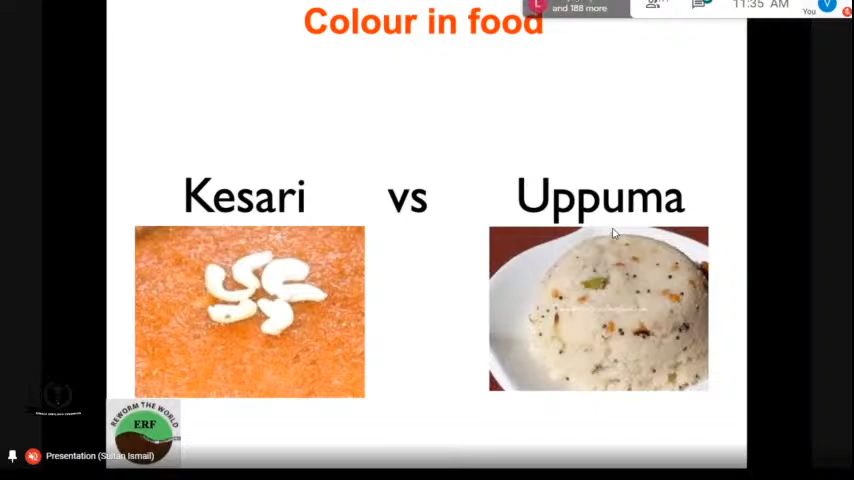 Colour in food
L
and 188 more
11:35 AM
You
V
6
Kesari vs Uppuma
REWORM THE WORLD
ERF
Presentation (Sultan Ismail)